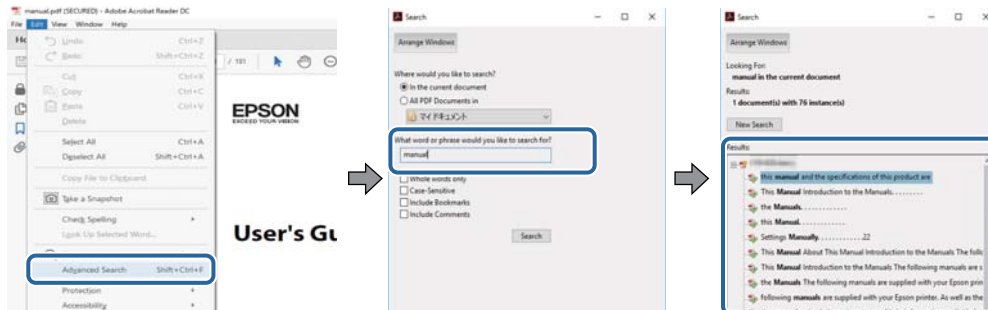 manual.pdf (SECURED) - Adobe Acrobat Reader DC
File Edit View Window Help
Undo Ctrl+Z
Redo Shift+Ctrl+Z
Cut Ctrl+X
Copy Ctrl+C
Paste Ctrl+V
Delete
Select All Ctrl+A
Deselect All Shift+Ctrl+A
Copy File to Clipboard
Take a Snapshot
Check Spelling
Look Up Selected Word...
Advanced Search Shift+Ctrl+F
Protection
Accessibility
/ 191
EPSON
EXCEED YOUR VISION
User's Gu
Search
Arrange Windows
Where would you like to search?
In the current document
All PDF Documents in
マイ ドキュメント
What word or phrase would you like to search for?
manual
Whole words only
Case-Sensitive
Include Bookmarks
Include Comments
Search
Search
Arrange Windows
Looking For:
manual in the current document
Results:
1 document(s) with 76 instance(s)
New Search
Results
this manual and the specifications of this product are
This Manual Introduction to the Manuals. . . . . . . . .
the Manuals. . . . . . . . . . . . .
this Manual. . . . . . . . . . . . .
Settings Manually. . . . . . . . . . . . .22
This Manual About This Manual Introduction to the Manuals The foll
This Manual Introduction to the Manuals The following manuals are s
the Manuals The following manuals are supplied with your Epson prin
following manuals are supplied with your Epson printer. As well as the